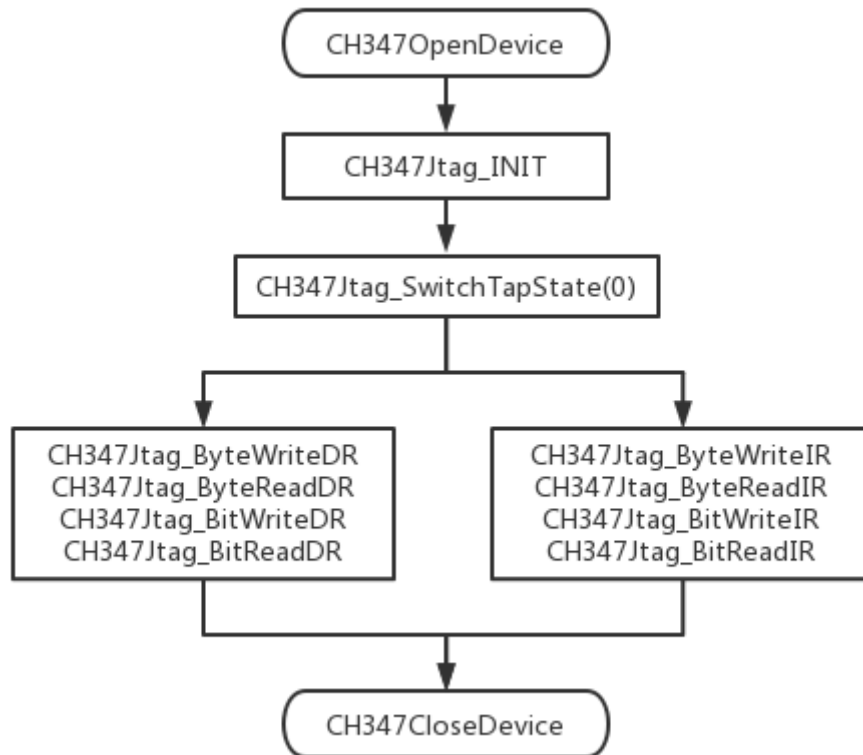 CH347OpenDevice
CH347Jtag_INIT
CH347Jtag_SwitchTapState(0)
CH347Jtag_ByteWriteDR
CH347Jtag_ByteReadDR
CH347Jtag_BitWriteDR
CH347Jtag_BitReadDR
CH347Jtag_ByteWriteIR
CH347Jtag_ByteReadIR
CH347Jtag_BitWriteIR
CH347Jtag_BitReadIR
CH347CloseDevice